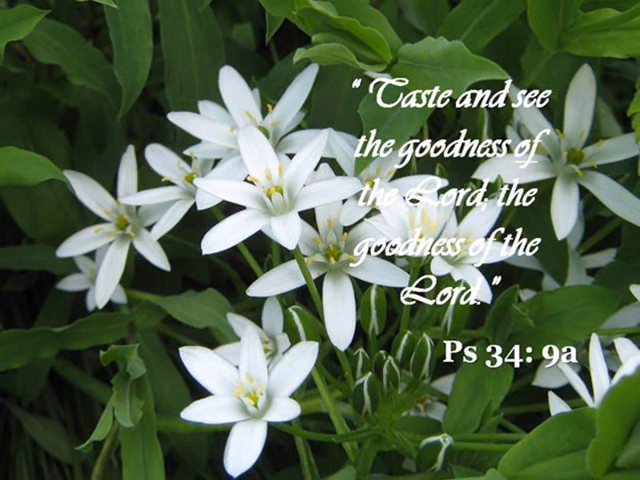 " Taste and see
the goodness of
the Lord, the
goodness of the
Lord."
Ps 34: 9a